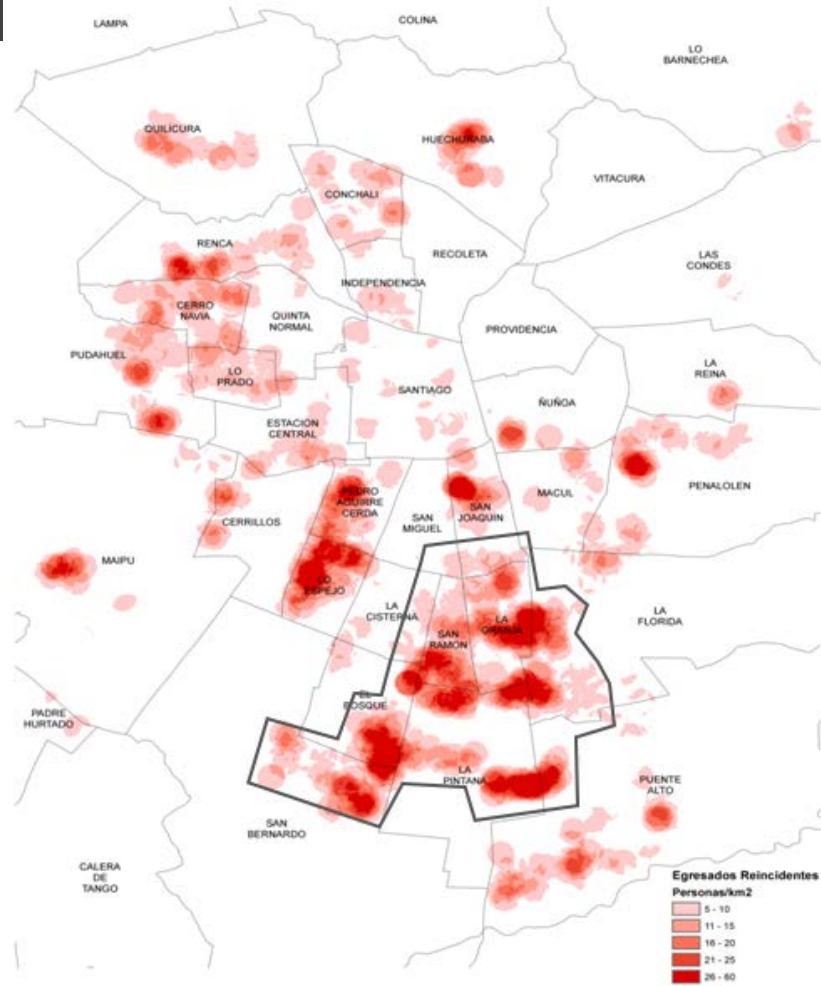 LAMPA
COLINA
LO
BARNECHEA
QUILICURA
HUECHURABA
VITACURA
CONCHALI
RENCA
RECOLETA
LAS
CONDES
INDEPENDENCIA
CERRO
NAVIA
QUINTA
NORMAL
PROVIDENCIA
PUDAHUEL
LO
PRADO
LA
REINA
SANTIAGO
ÑUÑOA
ESTACIÓN
CENTRAL
PENALOLEN
PEDRO
AGUIRRE
CERDA
MACUL
SAN
JOAQUIN
CERRILLOS
SAN
MIGUEL
MAIPU
LO
ESPEJO
LA
CISTERNA
LA
FLORIDA
LA
GRANJA
SAN
RAMON
EL
BOSQUE
PADRE
HURTADO
LA
PINTANA
PUENTE
ALTO
SAN
BERNARDO
CALERA
DE
TANGO
Egresados Reincidentes
Personas/km2
5 - 10
11 - 15
16 - 20
21 - 25
26 - 60